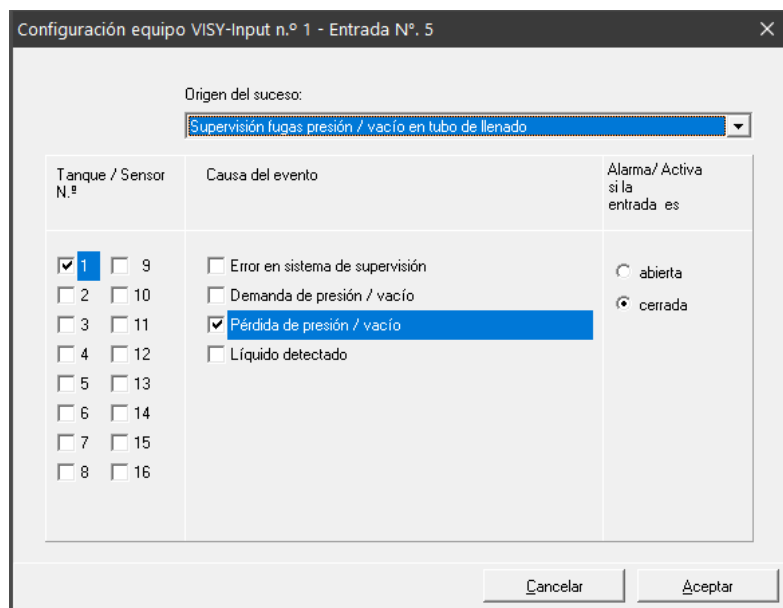 Configuración equipo VISY-Input n.º 1 - Entrada Nº. 5
Origen del suceso:
Supervisión fugas presión / vacío en tubo de llenado
Tanque / Sensor
N.º
Causa del evento
Alarma/ Activa
si la
entrada es
1 9
2 10
3 11
4 12
5 13
6 14
7 15
8 16
Error en sistema de supervisión
Demanda de presión / vacío
Pérdida de presión / vacío
Líquido detectado
abierta
cerrada
Cancelar
Aceptar